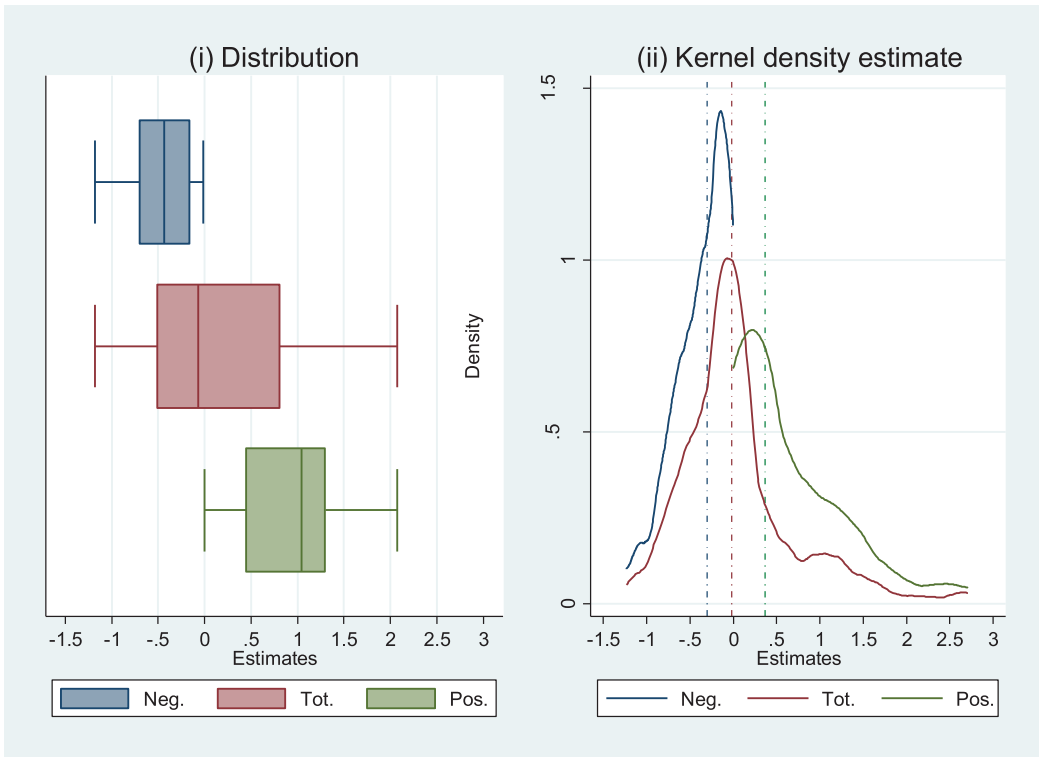 (i) Distribution
-1.5 -1 -.5 0 .5 1 1.5 2 2.5 3
Estimates
Neg. Tot. Pos.
(ii) Kernel density estimate
Density
1.5
1
.5
0
-1.5 -1 -.5 0 .5 1 1.5 2 2.5 3
Estimates
Neg. Tot. Pos.